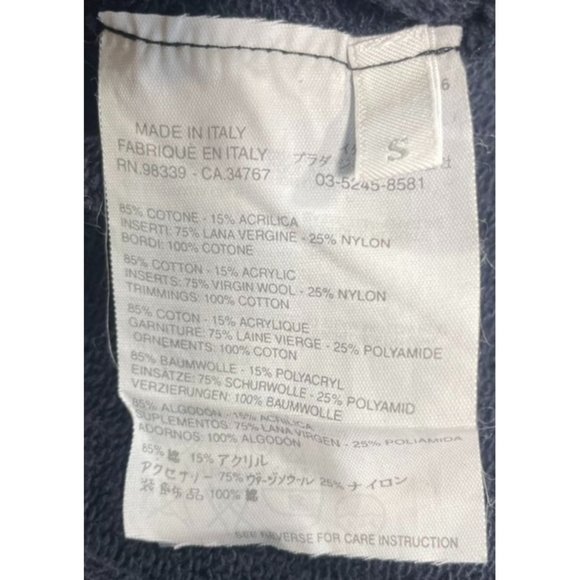 6
S
MADE IN ITALY
FABRIQUÉ EN ITALY
RN.98339 - CA.34767
プラダ
03-5245-8581
85% COTONE - 15% ACRILICA
INSERTI: 75% LANA VERGINE - 25% NYLON
BORDI: 100% COTONE
85% COTTON - 15% ACRYLIC
INSERTS: 75% VIRGIN WOOL - 25% NYLON
TRIMMINGS: 100% COTTON
85% COTON - 15% ACRYLIQUE
GARNITURE: 75% LAINE VIERGE - 25% POLYAMIDE
ORNEMENTS: 100% COTON
85% BAUMWOLLE - 15% POLYACRYL
EINSÄTZE: 75% SCHURWOLLE - 25% POLYAMID
VERZIERUNGEN: 100% BAUMWOLLE
85% ALGODON - 15% ACRILICA
SUPLEMENTOS: 75% LANA VIRGEN - 25% POLIAMIDA
ADORNOS: 100% ALGODON
85% 綿 15% アクリル
アクセサリー 75% ヴァージンウール 25% ナイロン
装飾品 100% 綿
SEE REVERSE FOR CARE INSTRUCTION